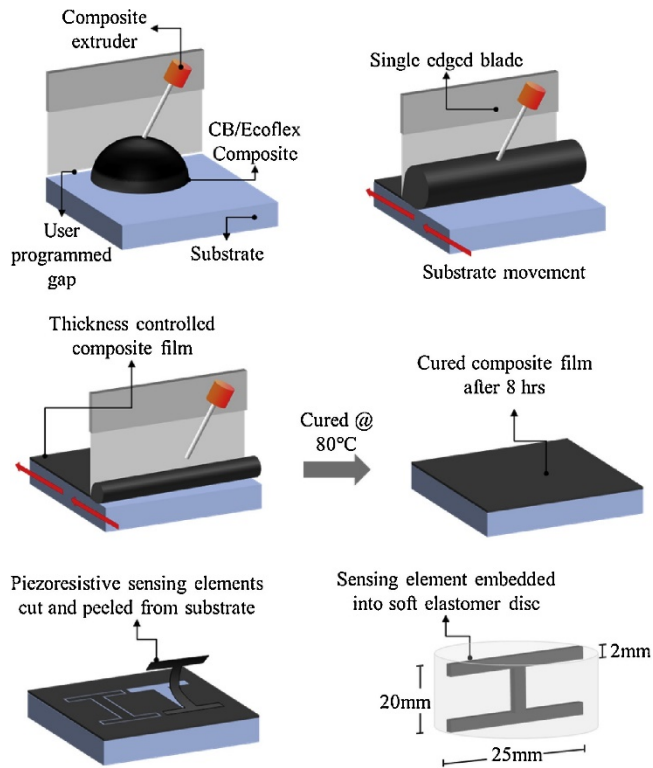 Composite
extruder
CB/Ecoflex
Composite
User
programmed
gap
Substrate
Single edged blade
Substrate movement
Thickness controlled
composite film
Cured @
80°C
Cured composite film
after 8 hrs
Piezoresistive sensing elements
cut and peeled from substrate
Sensing element embedded
into soft elastomer disc
2mm
20mm
25mm